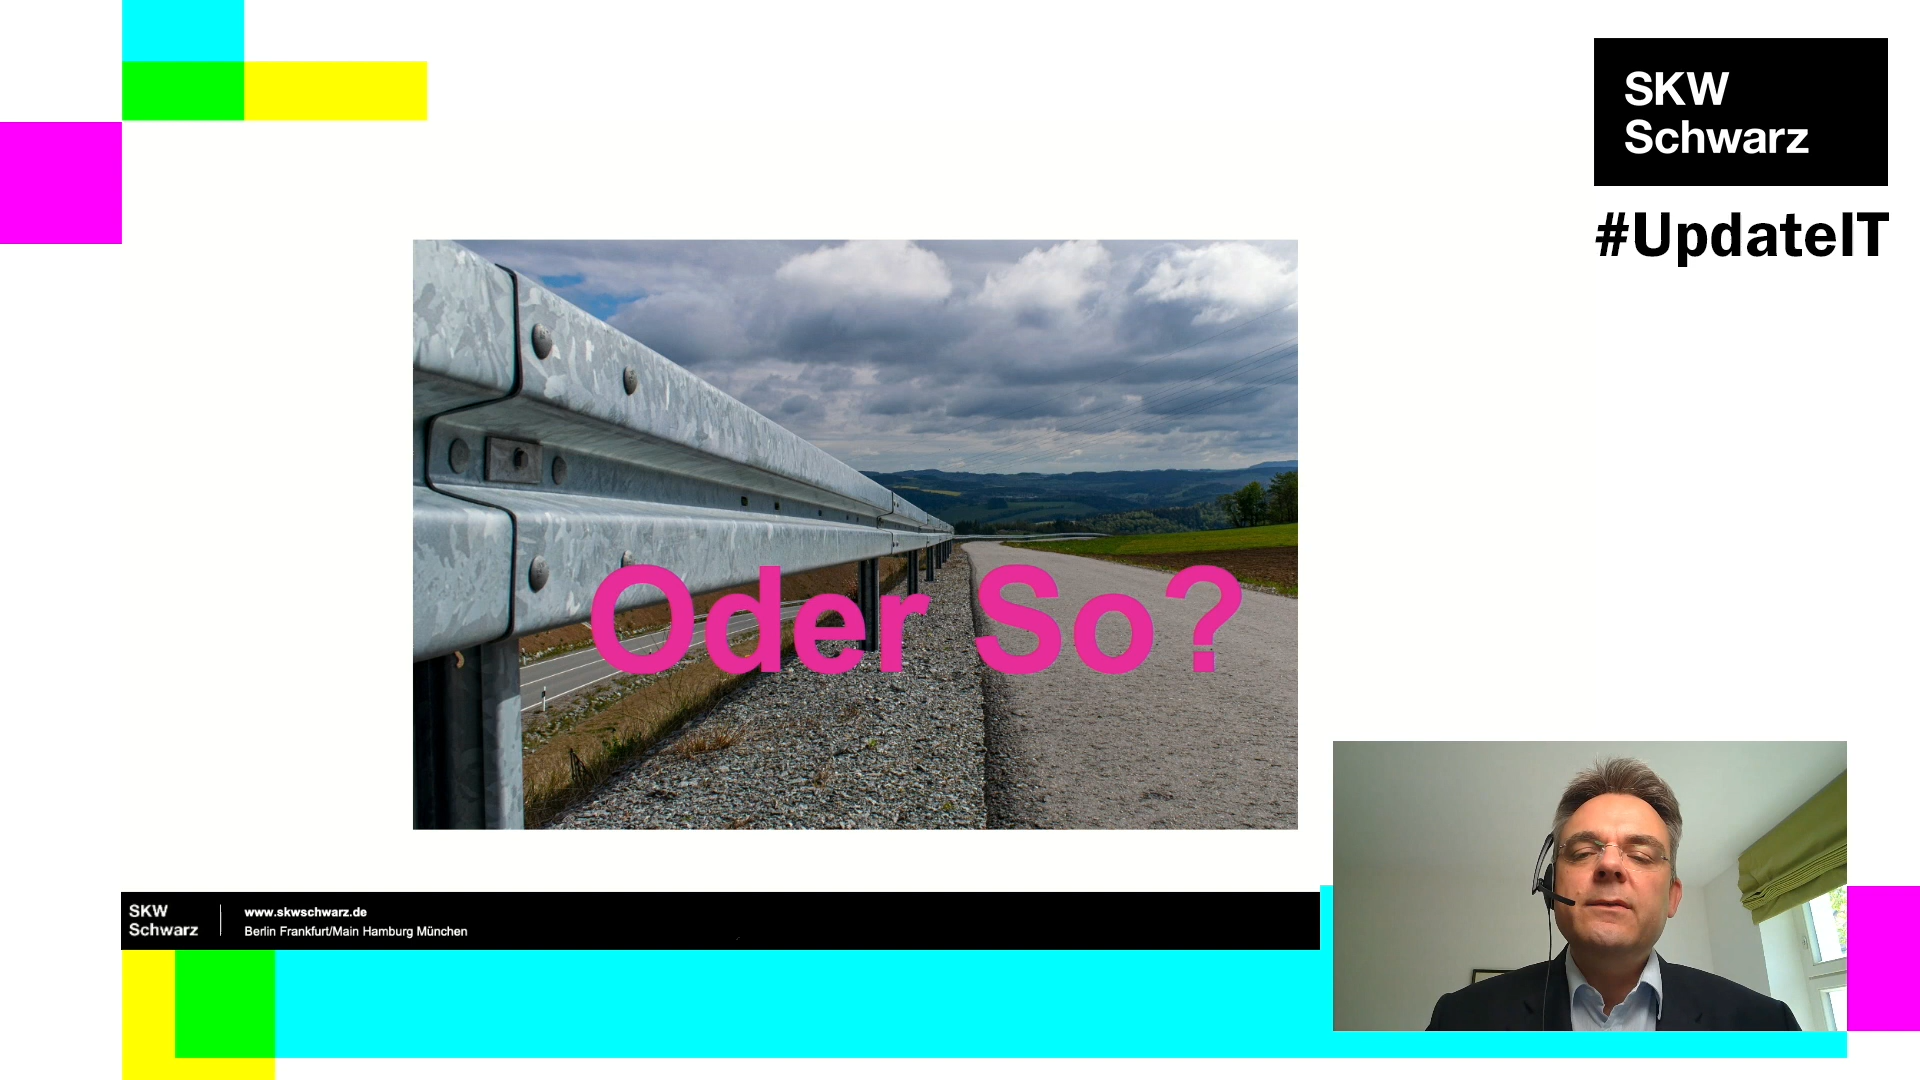 SKW
Schwarz
#UpdateIT
Oder So?
SKW
Schwarz
www.skwschwarz.de
Berlin Frankfurt/Main Hamburg München